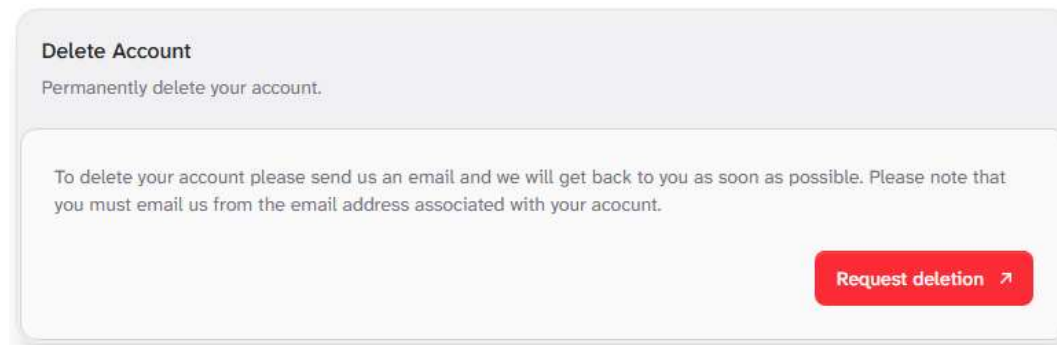 Delete Account
Permanently delete your account.
To delete your account please send us an email and we will get back to you as soon as possible. Please note that
you must email us from the email address associated with your acocunt.
Request deletion ↗